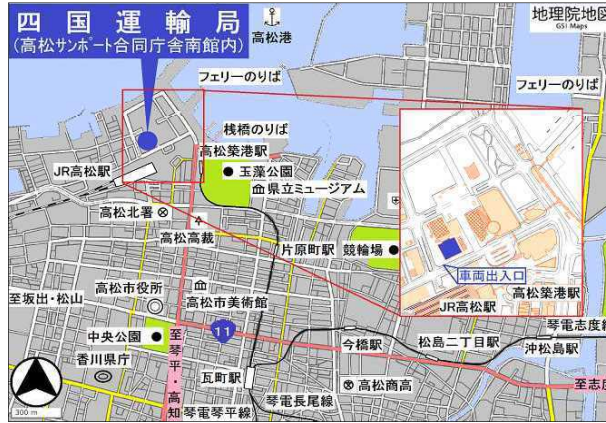 四国運輸局
(高松サンポート合同庁舎南館内)
高松港
地理院地図
GSI Maps
フェリーのりば
フェリーのりば
桟橋のりば
高松築港駅
JR高松駅
玉藻公園
県立ミュージアム
高松北署
高松高裁
片原町駅
競輪場
車両出入口
高松築港駅
JR高松駅
高松市役所
至坂出・松山
高松市美術館
11
中央公園
至琴平・高知
香川県庁
今橋駅
松島二丁目駅
琴電志度線
沖松島駅
瓦町駅
高松商高
至志度
琴電長尾線
琴電琴平線
300 m